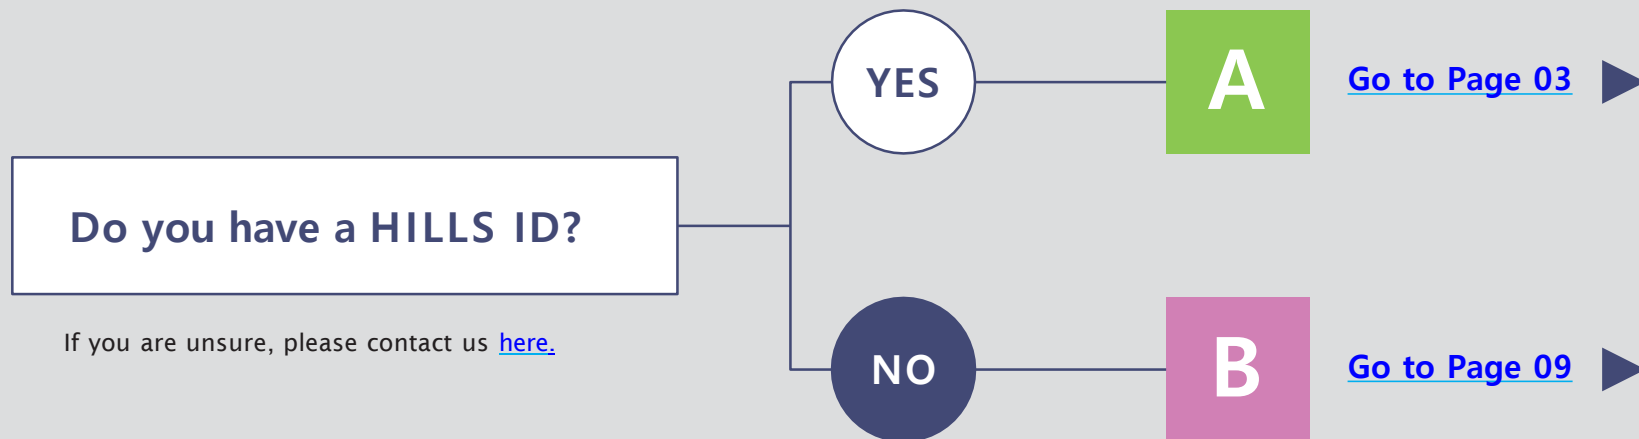 YES
A
Go to Page 03
Do you have a HILLS ID?
If you are unsure, please contact us here.
NO
B
Go to Page 09